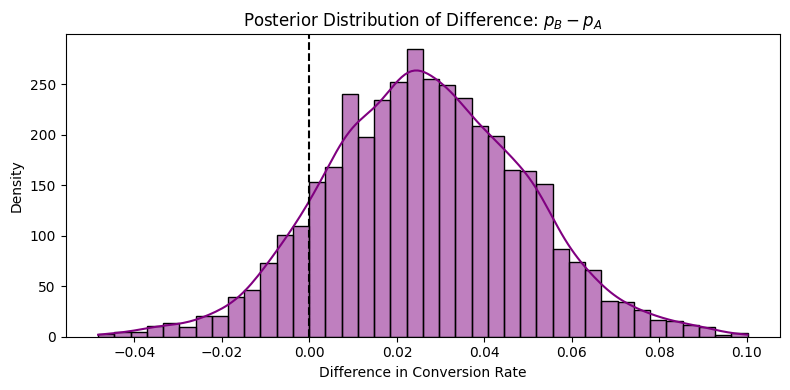 Posterior Distribution of Difference: $p_B - p_A$
250
200
150
100
50
0
Density
−0.04 −0.02 0.00 0.02 0.04 0.06 0.08 0.10
Difference in Conversion Rate